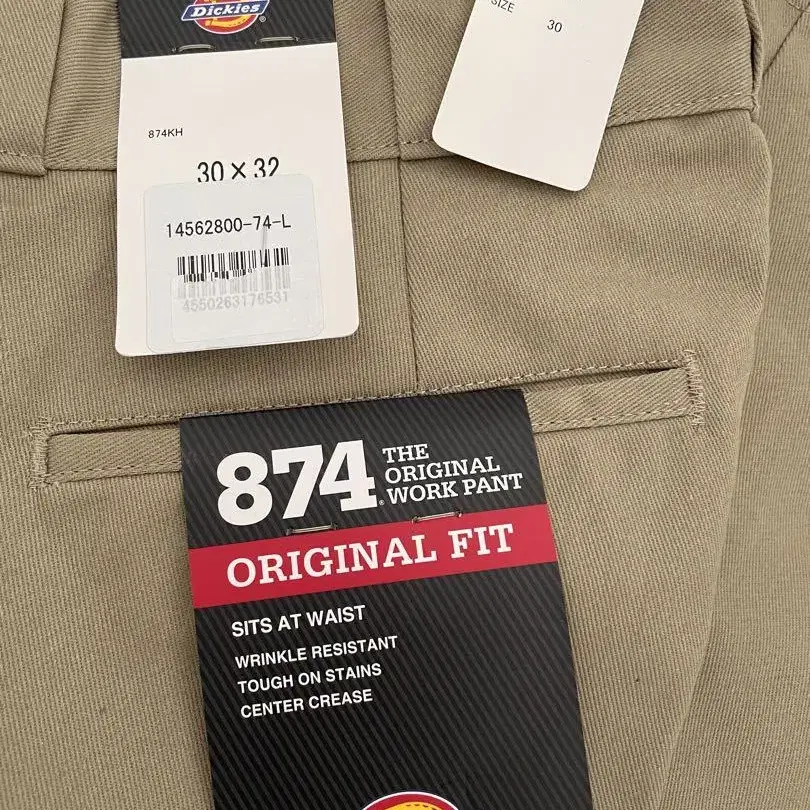 Dickies
SIZE
30
874KH
30×32
14562800-74-L
4550263176531
874
THE
ORIGINAL
WORK PANT
ORIGINAL FIT
SITS AT WAIST
WRINKLE RESISTANT
TOUGH ON STAINS
CENTER CREASE